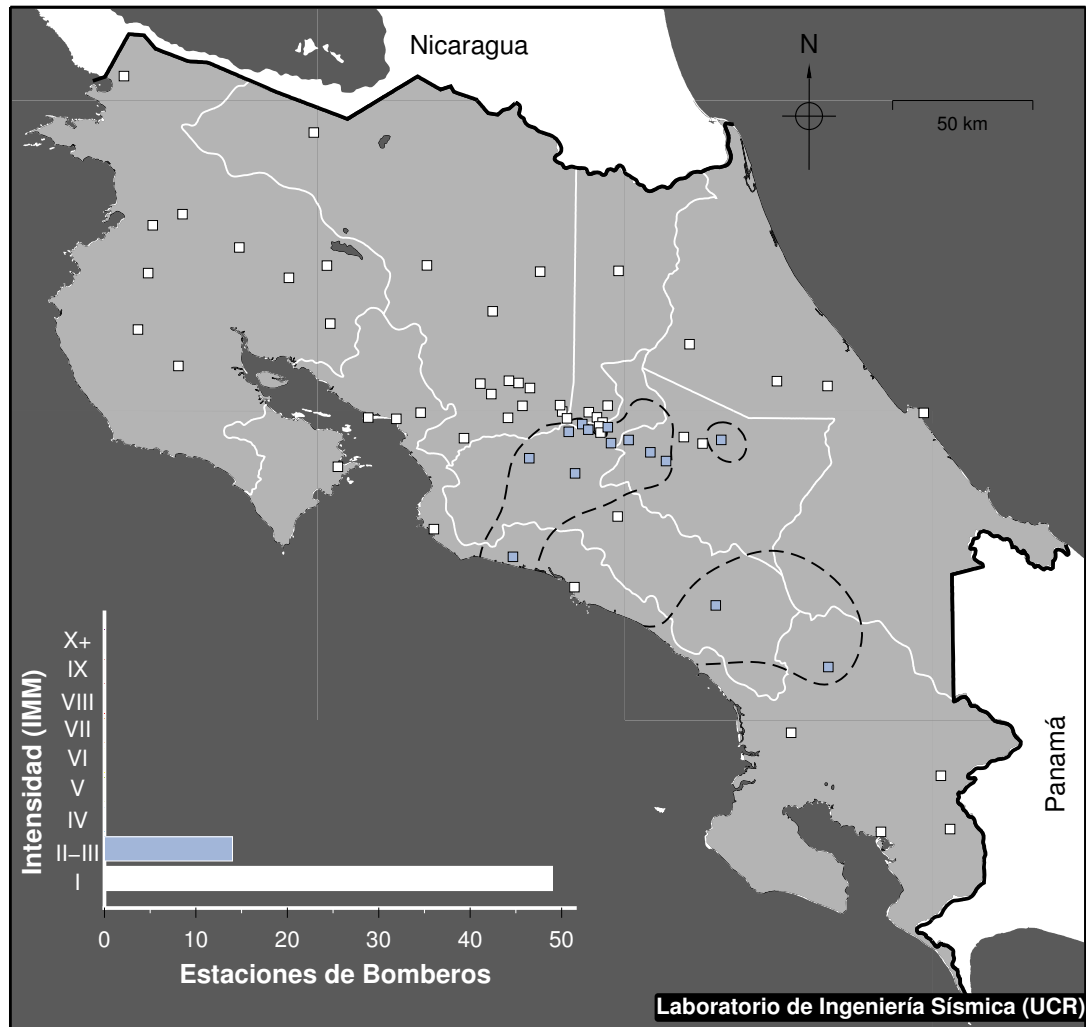 Nicaragua
N
50 km
Panamá
Intensidad (IMM)
X+
IX
VIII
VII
VI
V
IV
II–III
I
0 10 20 30 40 50
Estaciones de Bomberos
Laboratorio de Ingeniería Sísmica (UCR)